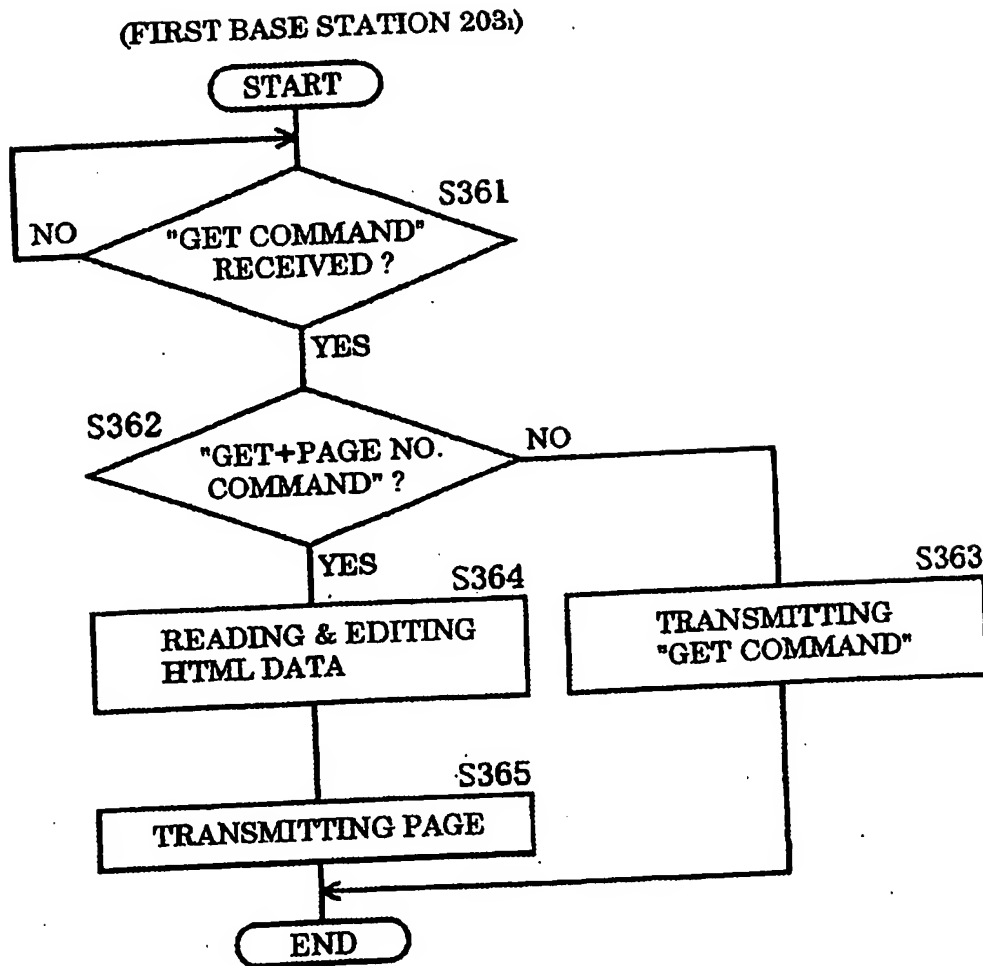 (FIRST BASE STATION 203₁)
START
S361
NO
"GET COMMAND"
RECEIVED ?
YES
S362
"GET+PAGE NO.
COMMAND" ?
NO
YES
S364
READING & EDITING
HTML DATA
S363
TRANSMITTING
"GET COMMAND"
S365
TRANSMITTING PAGE
END